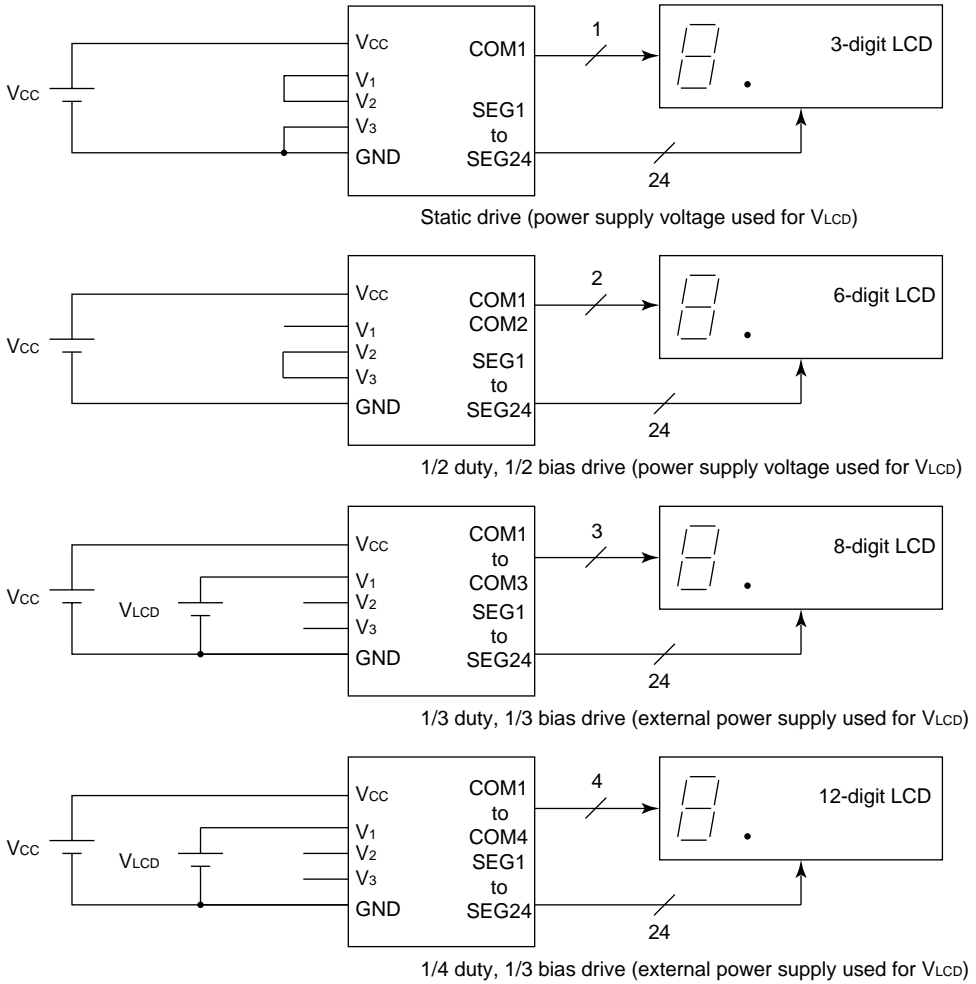 VCC
VCC
V1
V2
V3
GND
COM1
SEG1
to
SEG24
1
24
3-digit LCD
Static drive (power supply voltage used for VLCD)
VCC
VCC
V1
V2
V3
GND
COM1
COM2
SEG1
to
SEG24
2
24
6-digit LCD
1/2 duty, 1/2 bias drive (power supply voltage used for VLCD)
VCC
VLCD
VCC
V1
V2
V3
GND
COM1
to
COM3
SEG1
to
SEG24
3
24
8-digit LCD
1/3 duty, 1/3 bias drive (external power supply used for VLCD)
VCC
VLCD
VCC
V1
V2
V3
GND
COM1
to
COM4
SEG1
to
SEG24
4
24
12-digit LCD
1/4 duty, 1/3 bias drive (external power supply used for VLCD)